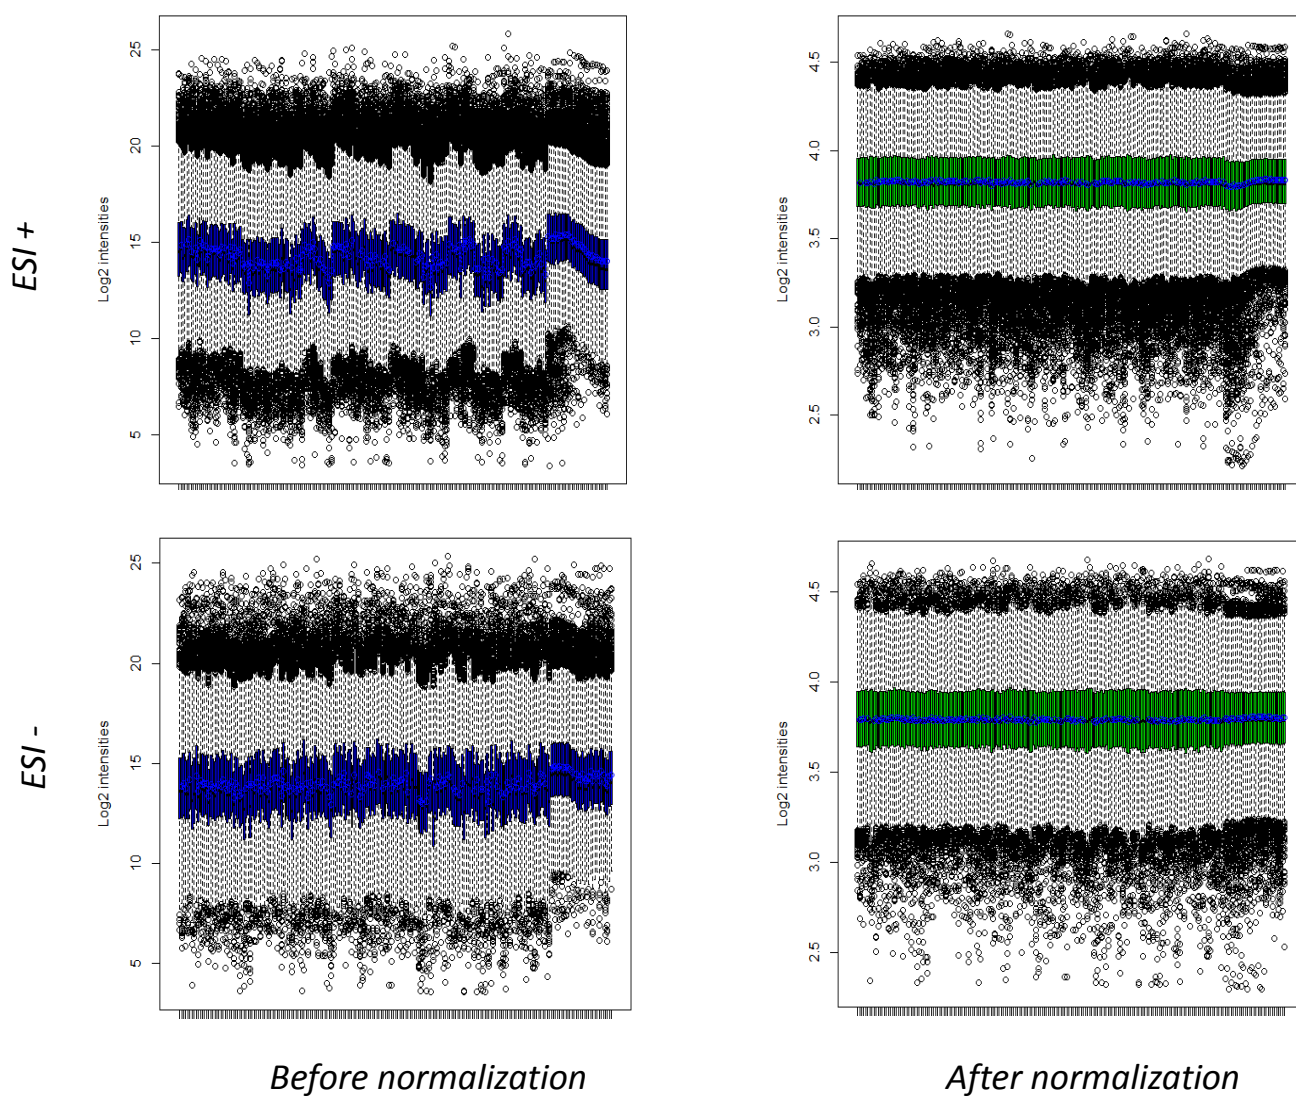 ESI +
Log2 intensities
25
20
15
10
5
Log2 intensities
4.5
4.0
3.5
3.0
2.5
ESI -
Log2 intensities
25
20
15
10
5
Log2 intensities
4.5
4.0
3.5
3.0
2.5
Before normalization
After normalization